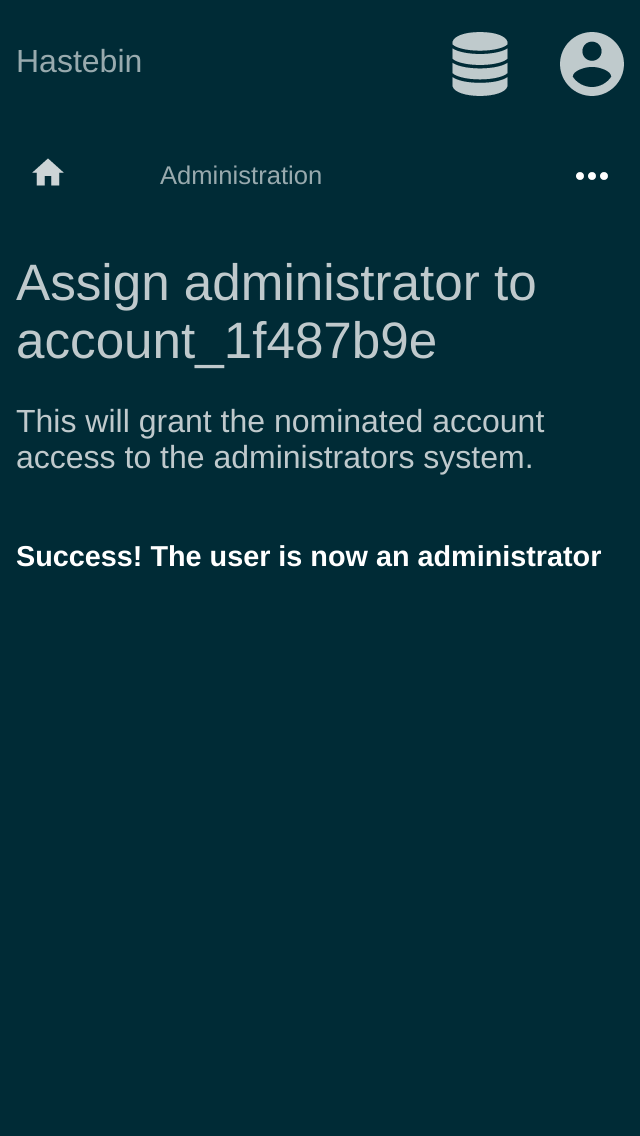 Hastebin
Administration
Assign administrator to
account_1f487b9e
This will grant the nominated account
access to the administrators system.
Success! The user is now an administrator